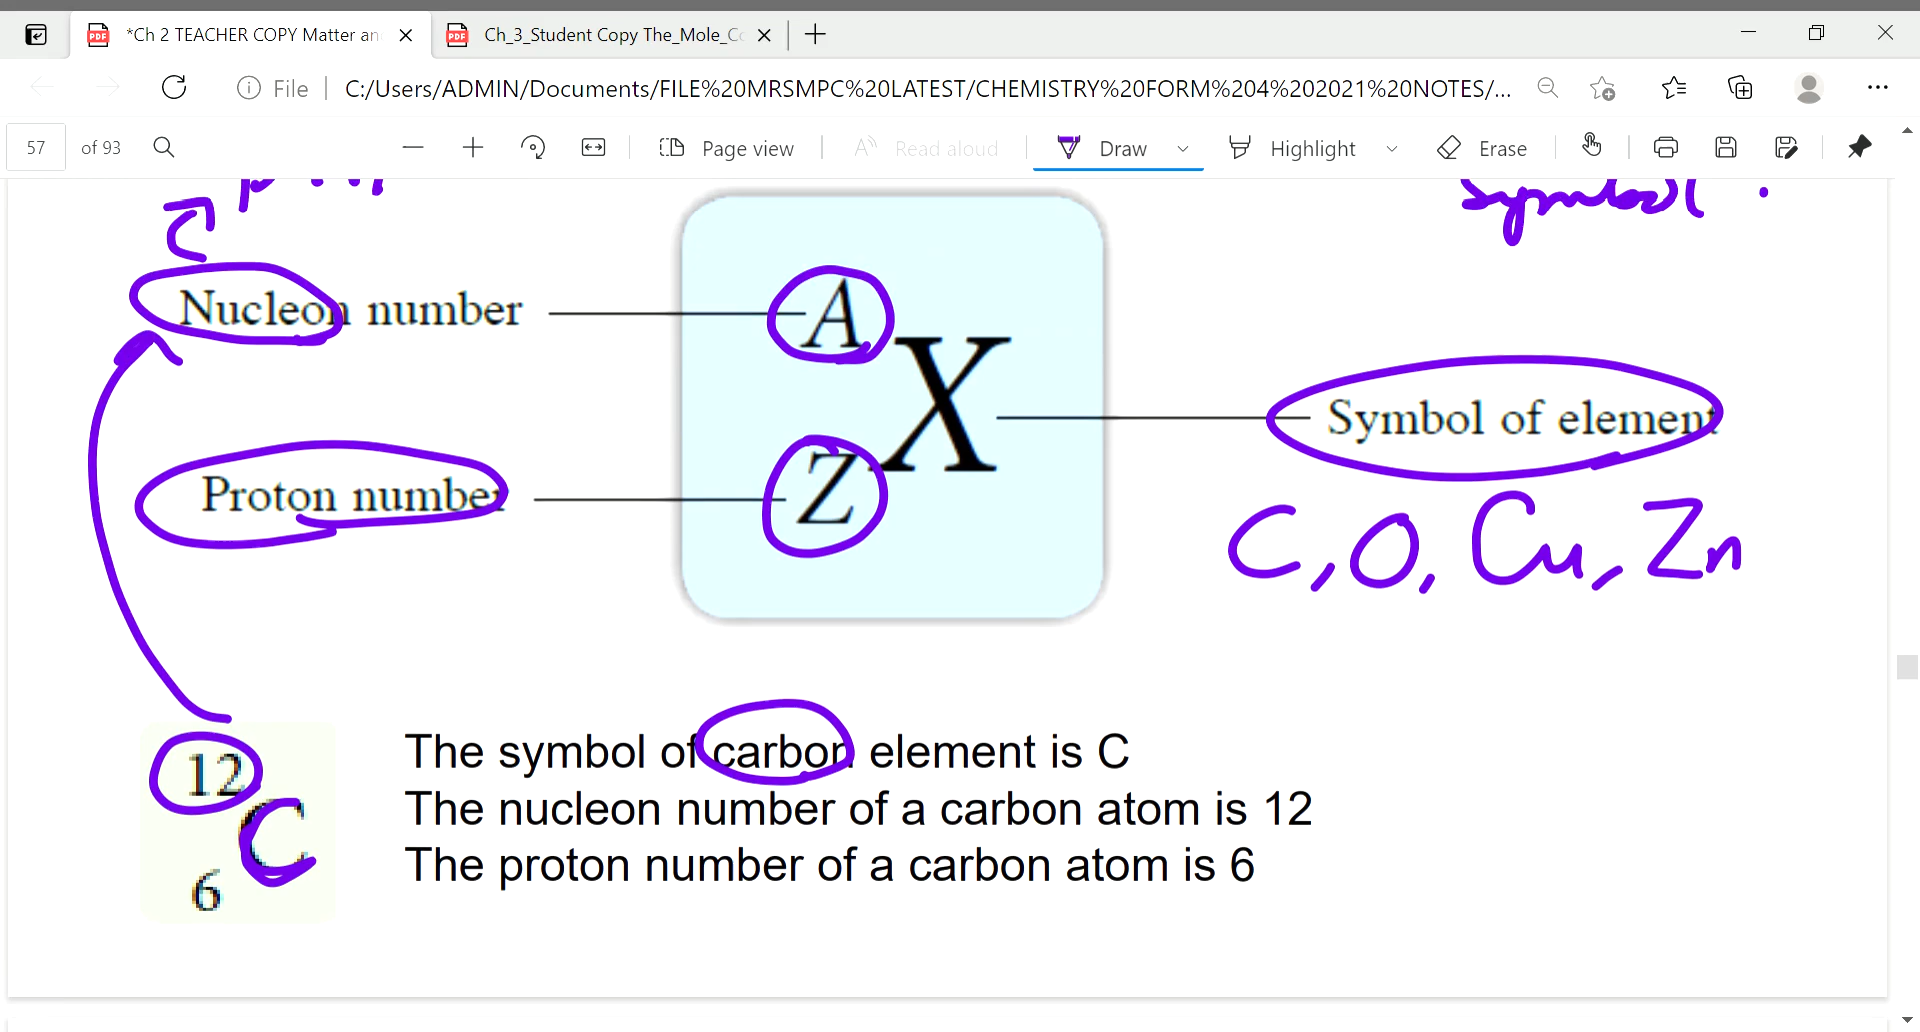 *Ch 2 TEACHER COPY Matter an
Ch_3_Student Copy The_Mole_Co
File
C:/Users/ADMIN/Documents/FILE%20MRSMPC%20LATEST/CHEMISTRY%20FORM%204%202021%20NOTES/...
57 of 93
Page view
Read aloud
Draw
Highlight
Erase
symbol
Nucleon number
A
X
Symbol of element
Proton number
Z
C, O, Cu, Zn
12
C
6
The symbol of carbon element is C
The nucleon number of a carbon atom is 12
The proton number of a carbon atom is 6